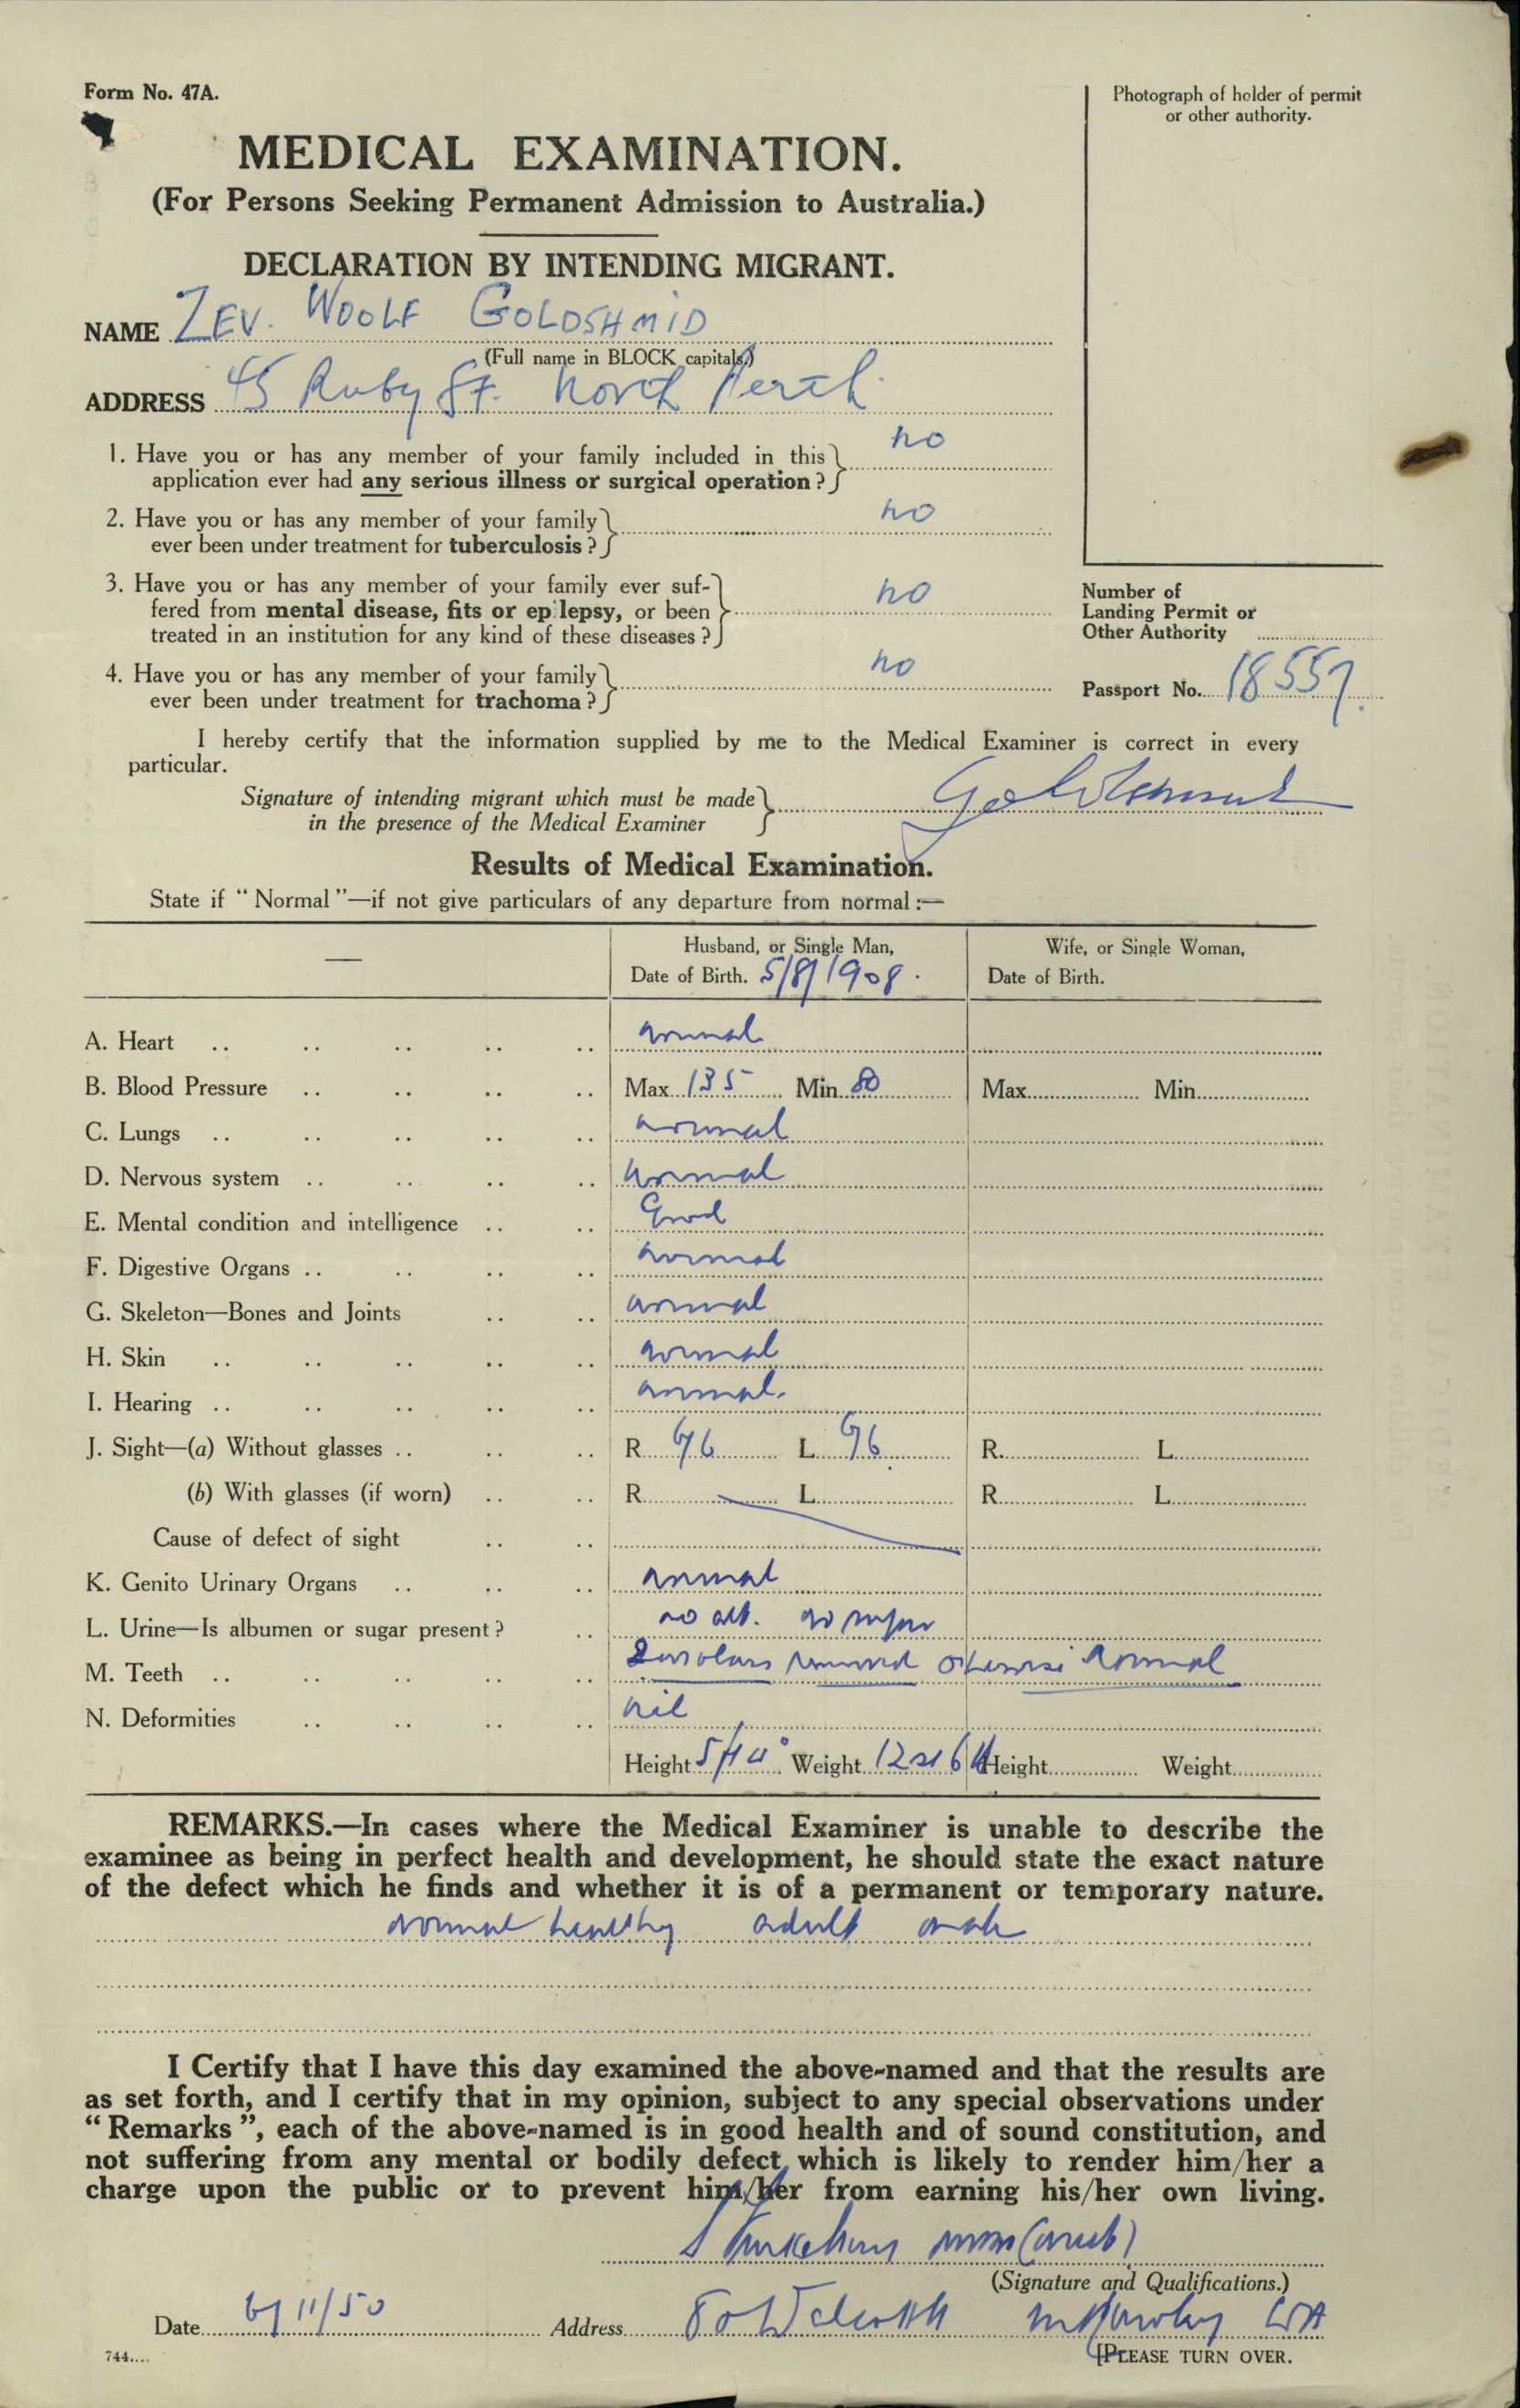 Form No. 47A.
Photograph of holder of permit
or other authority.
MEDICAL EXAMINATION.
(For Persons Seeking Permanent Admission to Australia.)
DECLARATION BY INTENDING MIGRANT.
NAME ZEV. WOOLF GOLDSHMID
(Full name in BLOCK capitals.)
ADDRESS 45 Ruby St. North Perth.
1. Have you or has any member of your family included in this
application ever had any serious illness or surgical operation? no
2. Have you or has any member of your family
ever been under treatment for tuberculosis? no
3. Have you or has any member of your family ever suf-
fered from mental disease, fits or epilepsy, or been
treated in an institution for any kind of these diseases? no
Number of
Landing Permit or
Other Authority
4. Have you or has any member of your family
ever been under treatment for trachoma? no
Passport No. 18557.
I hereby certify that the information supplied by me to the Medical Examiner is correct in every
particular.
Signature of intending migrant which must be made
in the presence of the Medical Examiner
Results of Medical Examination.
State if "Normal"—if not give particulars of any departure from normal :—
Husband, or Single Man, Wife, or Single Woman,
Date of Birth. 5/8/1908. Date of Birth.
A. Heart normal
B. Blood Pressure Max. 135 Min. 80 Max. Min.
C. Lungs normal
D. Nervous system normal
E. Mental condition and intelligence Good
F. Digestive Organs normal
G. Skeleton—Bones and Joints normal
H. Skin normal
I. Hearing normal.
J. Sight—(a) Without glasses R. 6/6 L. 6/6 R. L.
(b) With glasses (if worn) R. L. R. L.
Cause of defect of sight
K. Genito Urinary Organs normal
L. Urine—Is albumen or sugar present? no alb. no sugar
M. Teeth removed normal
N. Deformities nil
Height Weight 12 st 6 Height Weight
REMARKS.—In cases where the Medical Examiner is unable to describe the
examinee as being in perfect health and development, he should state the exact nature
of the defect which he finds and whether it is of a permanent or temporary nature.
normal healthy adult male
I Certify that I have this day examined the above-named and that the results are
as set forth, and I certify that in my opinion, subject to any special observations under
"Remarks", each of the above-named is in good health and of sound constitution, and
not suffering from any mental or bodily defect which is likely to render him/her a
charge upon the public or to prevent him/her from earning his/her own living.
(Signature and Qualifications.)
Date 6/11/50 Address 80 Walcott St Mt Lawley WA
744....
[PLEASE TURN OVER.